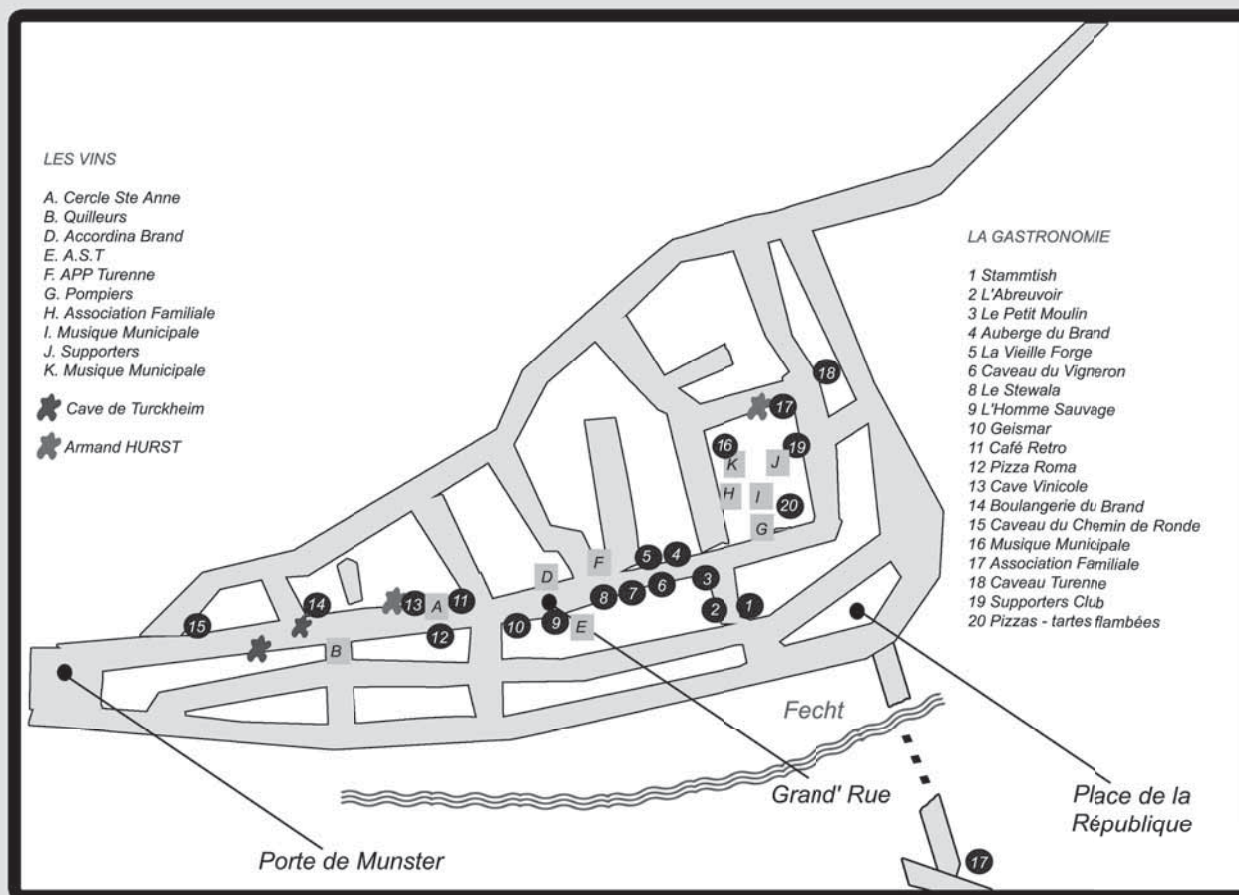 LES VINS
A. Cercle Ste Anne
B. Quilleurs
D. Accordina Brand
E. A.S.T
F. APP Turenne
G. Pompiers
H. Association Familiale
I. Musique Municipale
J. Supporters
K. Musique Municipale
Cave de Turckheim
Armand HURST
LA GASTRONOMIE
1 Stammtish
2 L'Abreuvoir
3 Le Petit Moulin
4 Auberge du Brand
5 La Vieille Forge
6 Caveau du Vigneron
8 Le Stewala
9 L'Homme Sauvage
10 Geismar
11 Café Retro
12 Pizza Roma
13 Cave Vinicole
14 Boulangerie du Brand
15 Caveau du Chemin de Ronde
16 Musique Municipale
17 Association Familiale
18 Caveau Turenne
19 Supporters Club
20 Pizzas - tartes flambées
18
17
16
19
K
J
H
I
20
G
5
4
F
D
3
6
7
8
2
1
9
E
10
11
A
13
14
12
15
B
Fecht
Grand' Rue
Place de la
République
Porte de Munster
17